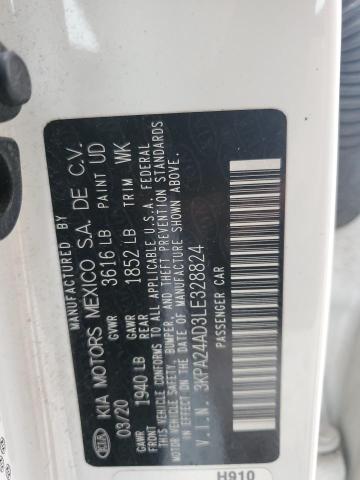 MANUFACTURED BY
KIA KIA MOTORS MEXICO S.A. DE C.V.
03/20 GVWR 3616 LB PAINT UD
GAWR FRONT 1940 LB GAWR REAR 1852 LB TRIM WK
THIS VEHICLE CONFORMS TO ALL APPLICABLE U.S.A. FEDERAL
MOTOR VEHICLE SAFETY, BUMPER, AND THEFT PREVENTION STANDARDS
IN EFFECT ON THE DATE OF MANUFACTURE SHOWN ABOVE.
V.I.N. 3KPA24AD3LE328824
PASSENGER CAR
H910